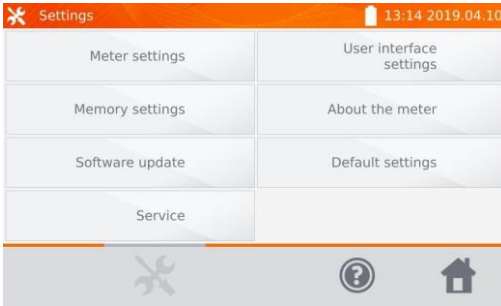 Settings
13:14 2019.04.10
Meter settings
User interface
settings
Memory settings
About the meter
Software update
Default settings
Service
?